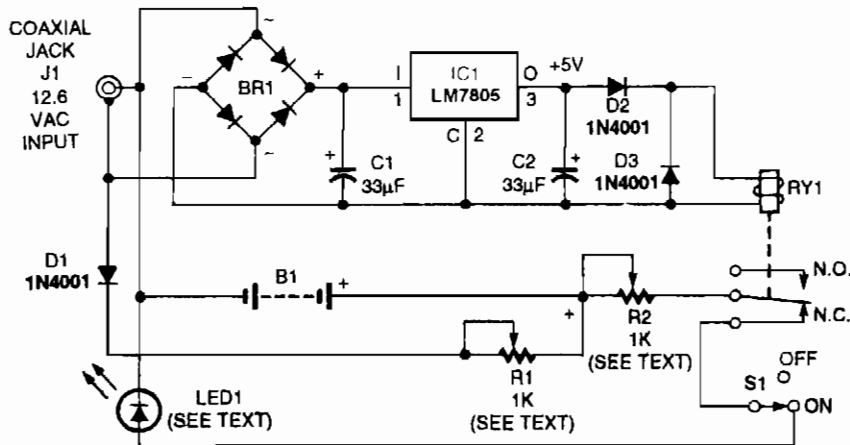 COAXIAL
JACK
J1
12.6
VAC
INPUT
~
−
BR1
+
~
I
1
IC1
LM7805
O
3
C
2
+5V
D2
1N4001
+
C1
33µF
C2
+
33µF
D3
1N4001
RY1
D1
1N4001
B1
+
+
R2
1K
(SEE TEXT)
N.O.
N.C.
R1
1K
(SEE TEXT)
OFF
S1
ON
LED1
(SEE TEXT)